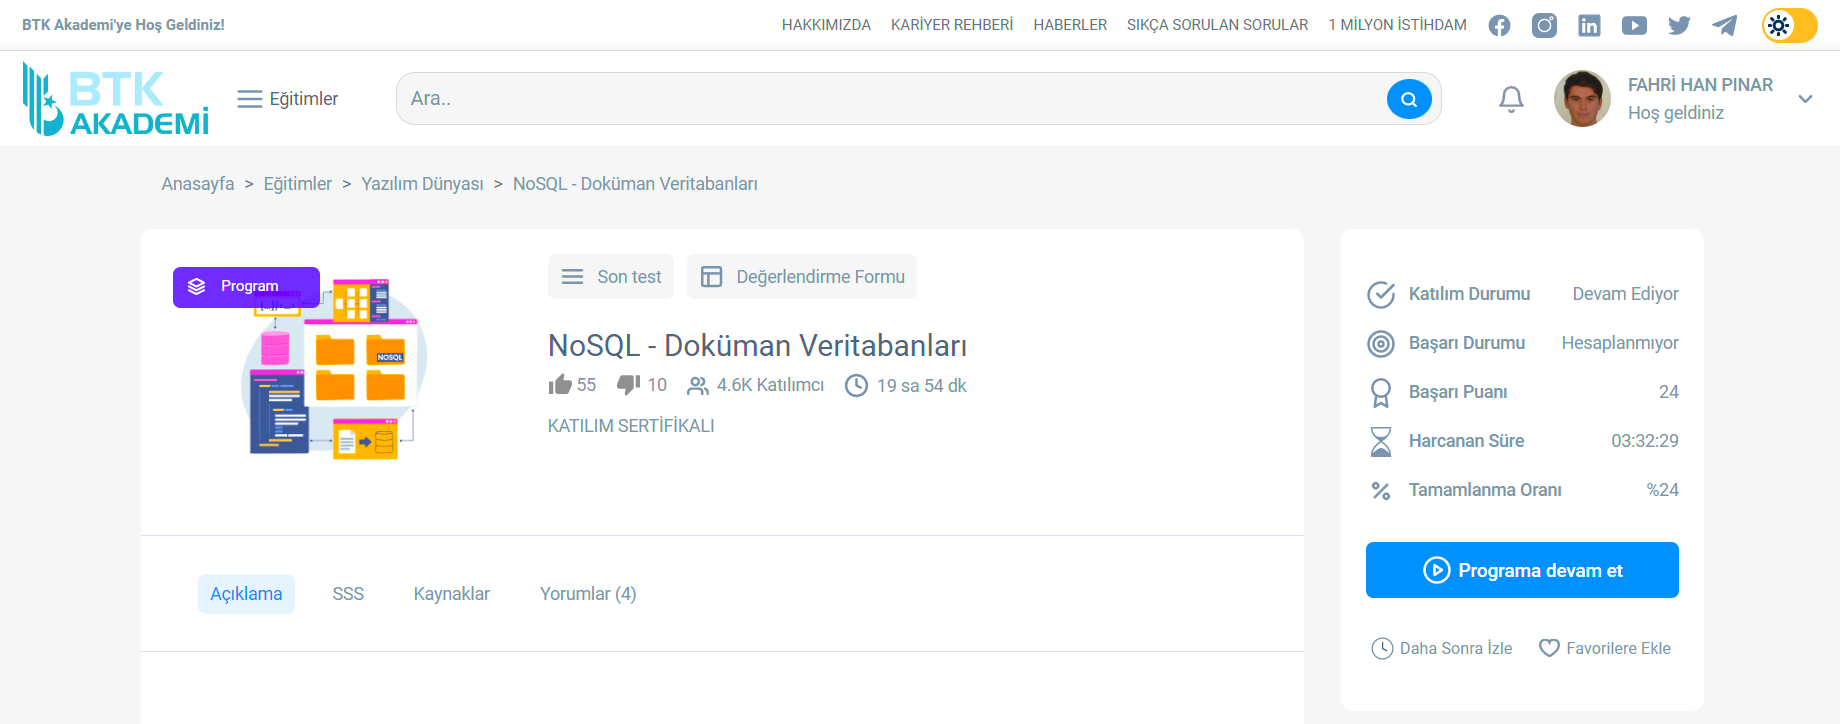 BTK Akademi'ye Hoş Geldiniz!
HAKKIMIZDA KARİYER REHBERİ HABERLER SIKÇA SORULAN SORULAR 1 MİLYON İSTİHDAM
BTK
AKADEMİ
Eğitimler
Ara..
FAHRİ HAN PINAR
Hoş geldiniz
Anasayfa > Eğitimler > Yazılım Dünyası > NoSQL - Doküman Veritabanları
Program
NOSQL
Son test
Değerlendirme Formu
NoSQL - Doküman Veritabanları
55 10 4.6K Katılımcı 19 sa 54 dk
KATILIM SERTİFİKALI
Açıklama SSS Kaynaklar Yorumlar (4)
Katılım Durumu Devam Ediyor
Başarı Durumu Hesaplanmıyor
Başarı Puanı 24
Harcanan Süre 03:32:29
Tamamlanma Oranı %24
Programa devam et
Daha Sonra İzle Favorilere Ekle